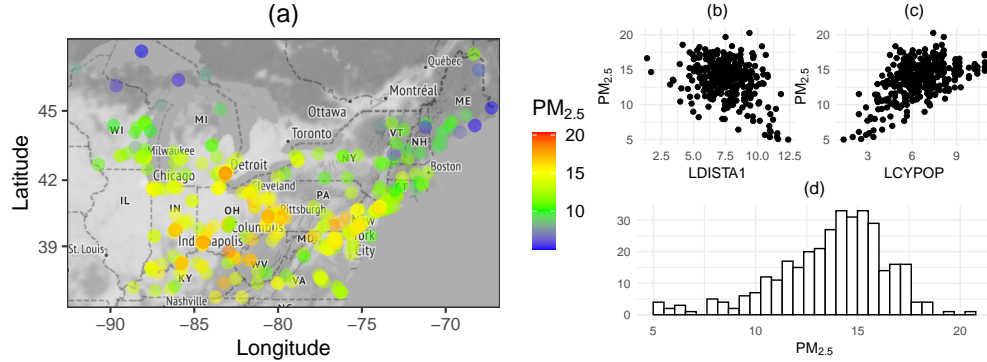 (a)
Latitude
45
42
39
−90
−85
−80
−75
−70
Longitude
Québec
Montréal
Ottawa
Toronto
ME
VT
NH
WI
MI
Milwaukee
Detroit
Boston
NY
Chicago
Cleveland
CT
PA
IL
IN
OH
Pittsburgh
Columbus
New
York
City
MD
Indianapolis
St. Louis
WV
KY
VA
Nashville
NC
PM2.5
20
15
10
(b)
PM2.5
20
15
10
5
2.5 5.0 7.5 10.0 12.5
LDISTA1
(c)
PM2.5
20
15
10
5
3 6 9
LCYPOP
(d)
30
20
10
0
5 10 15 20
PM2.5